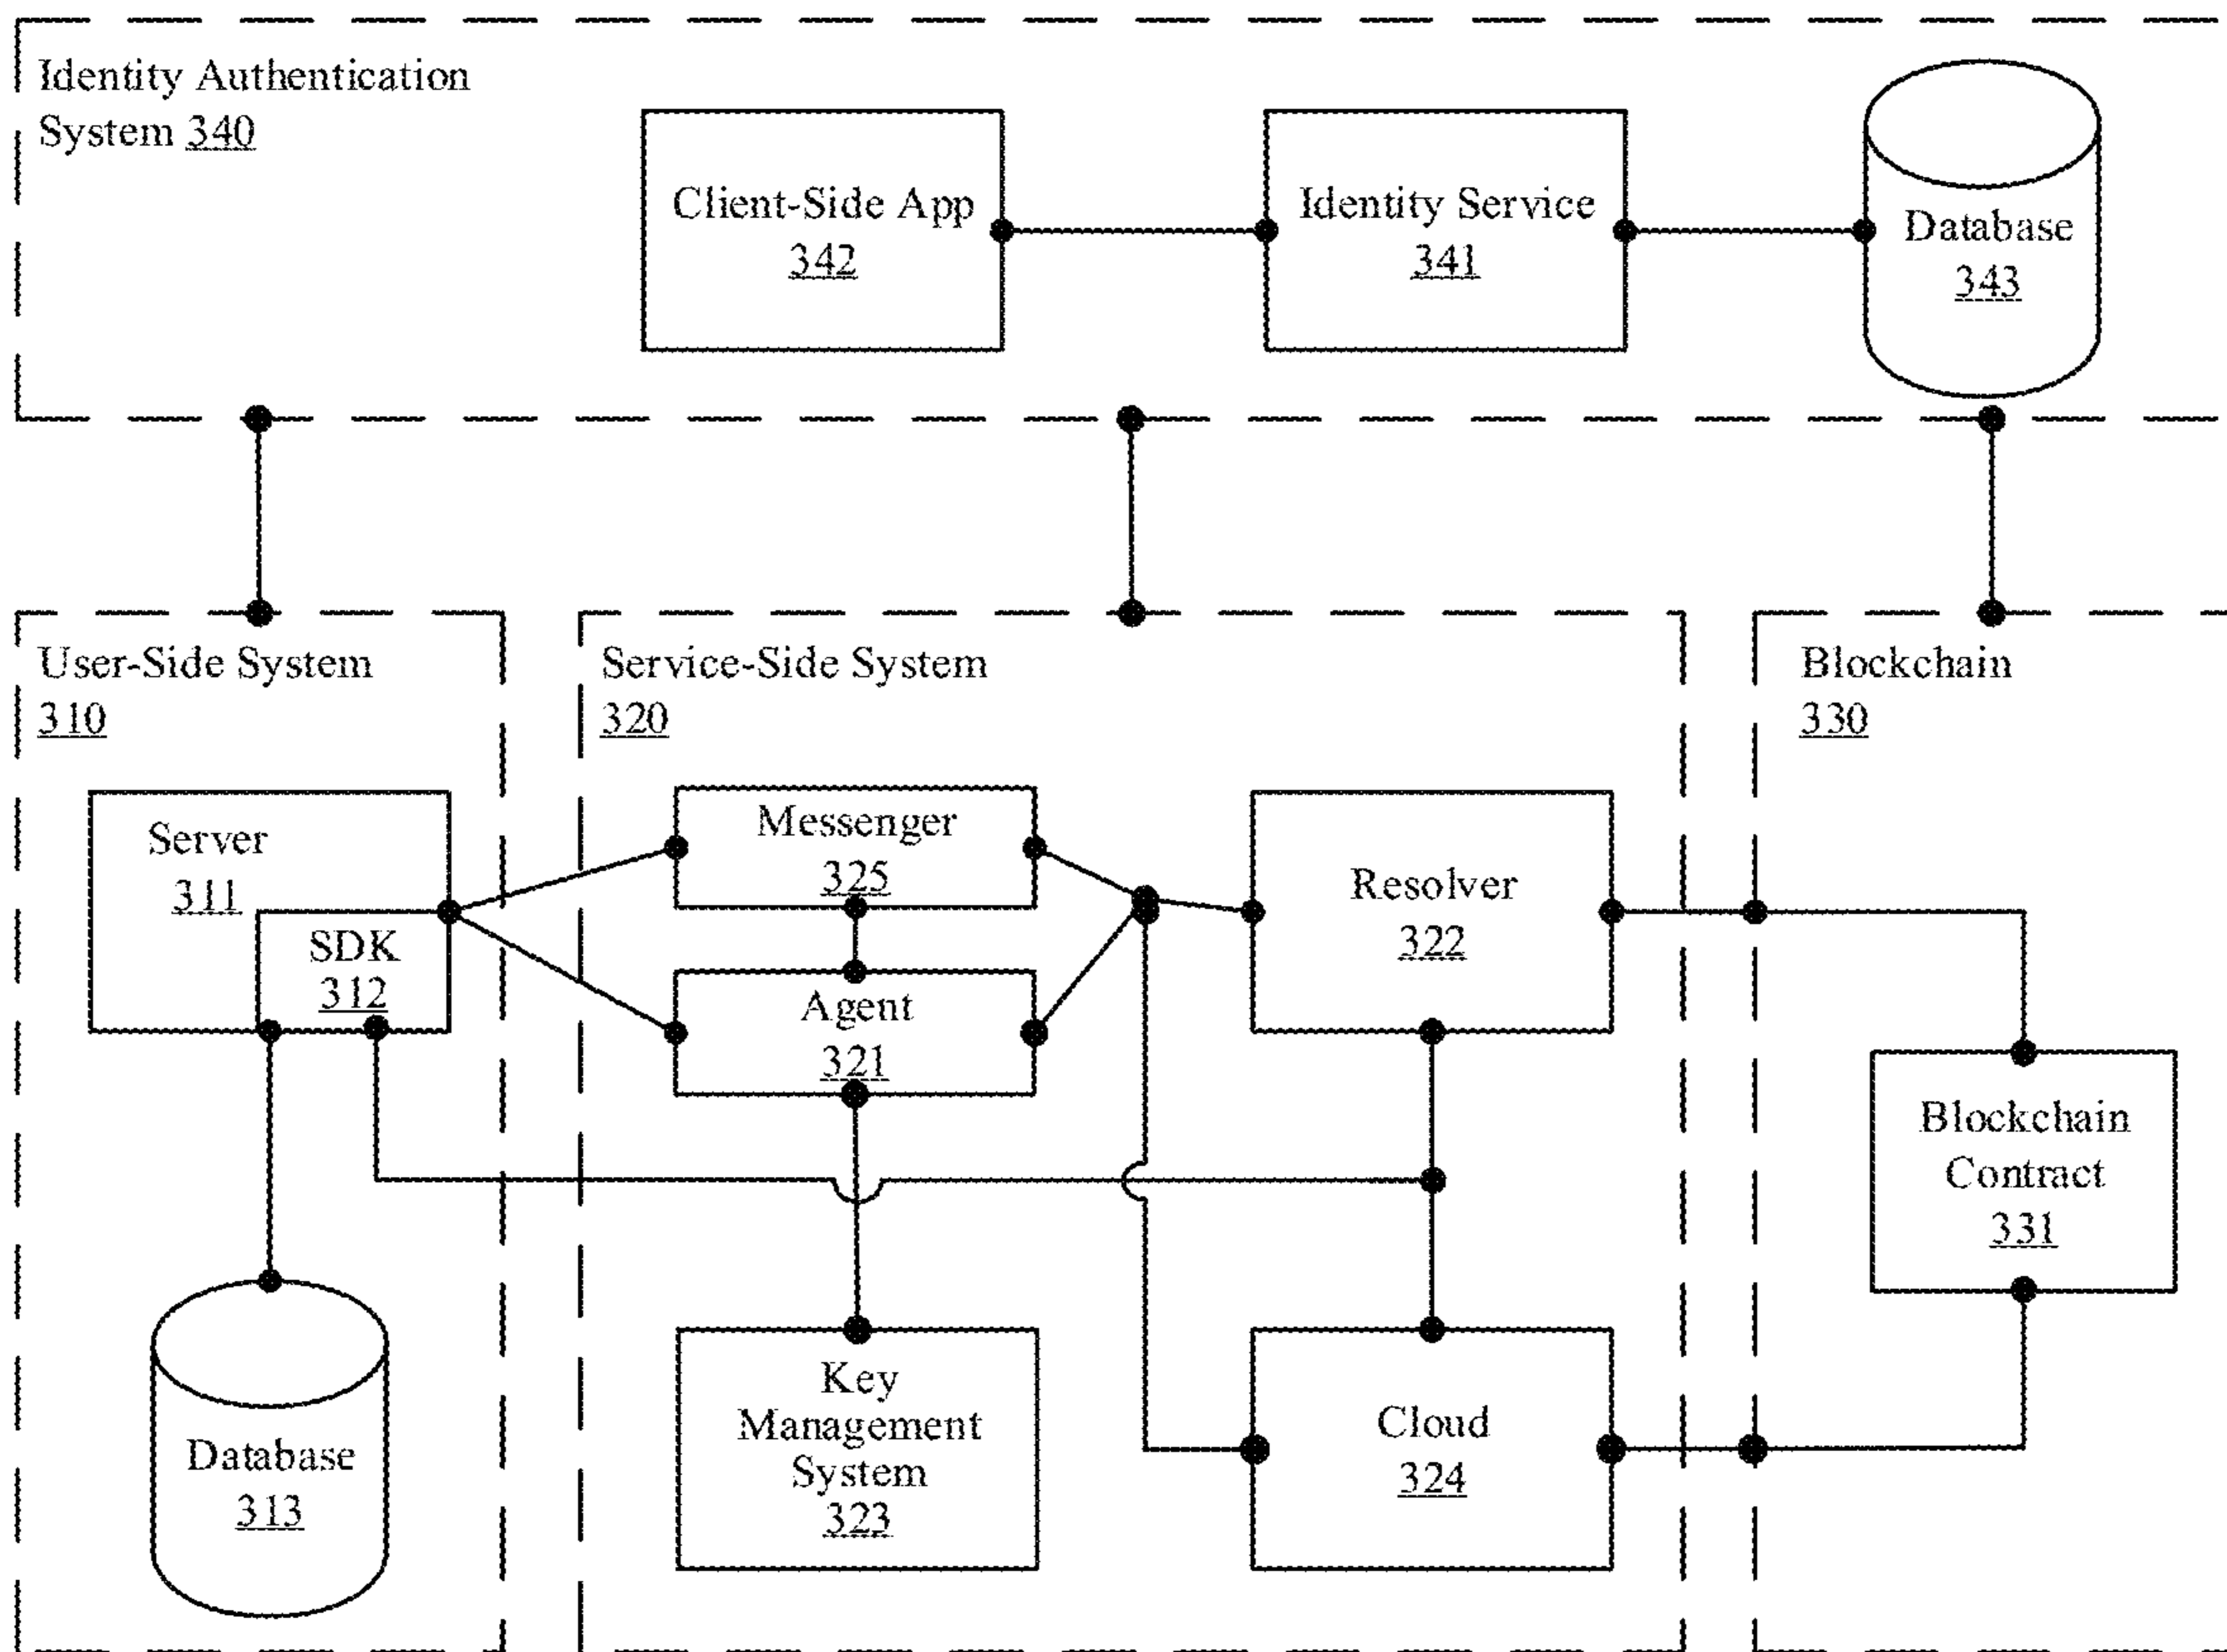 Identity Authentication
System 340
Client-Side App
342
Identity Service
341
Database
343
User-Side System
310
Server
311
SDK
312
Database
313
Service-Side System
320
Messenger
325
Agent
321
Key
Management
System
323
Resolver
322
Cloud
324
Blockchain
330
Blockchain
Contract
331